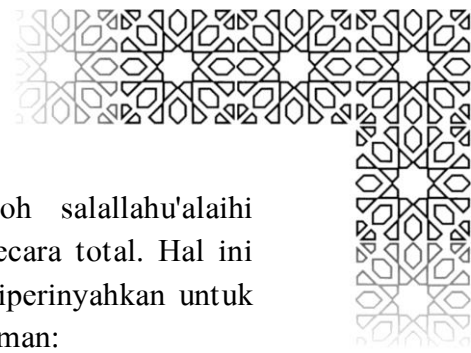 oh salallahu'alaihi
ecara total. Hal ini
iperinyahkan untuk
man: